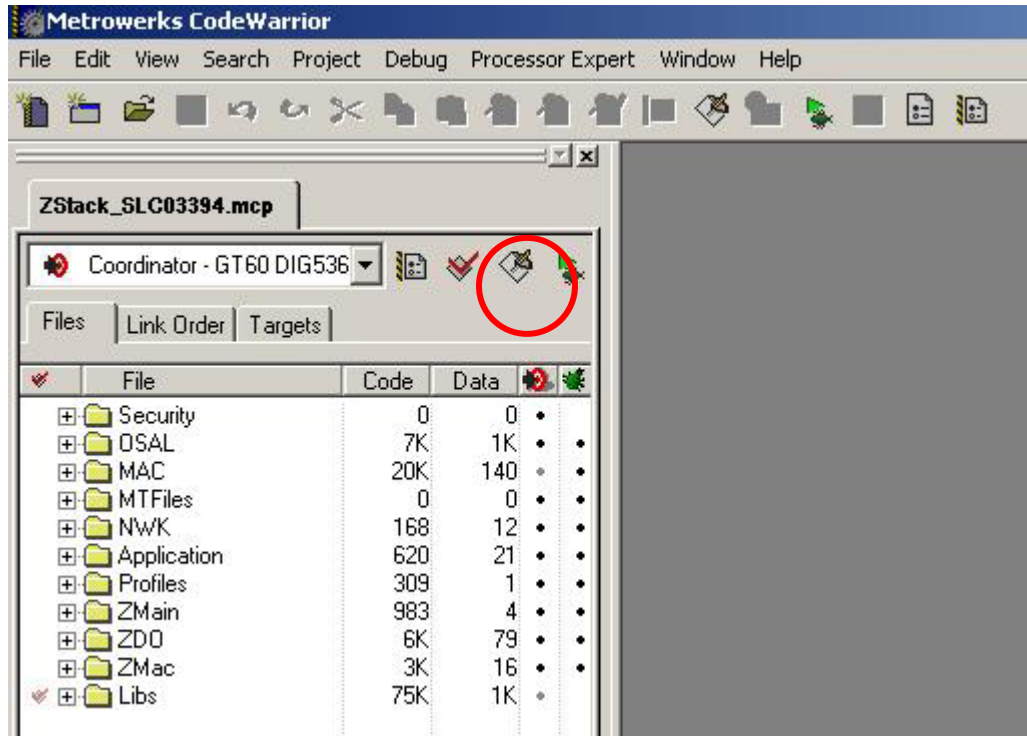 Metrowerks CodeWarrior
File Edit View Search Project Debug Processor Expert Window Help
ZStack_SLC03394.mcp
Coordinator - GT60 DIG536
Files Link Order Targets
File Code Data
Security 0 0
OSAL 7K 1K
MAC 20K 140
MTFiles 0 0
NWK 168 12
Application 620 21
Profiles 309 1
ZMain 983 4
ZDO 6K 79
ZMac 3K 16
Libs 75K 1K